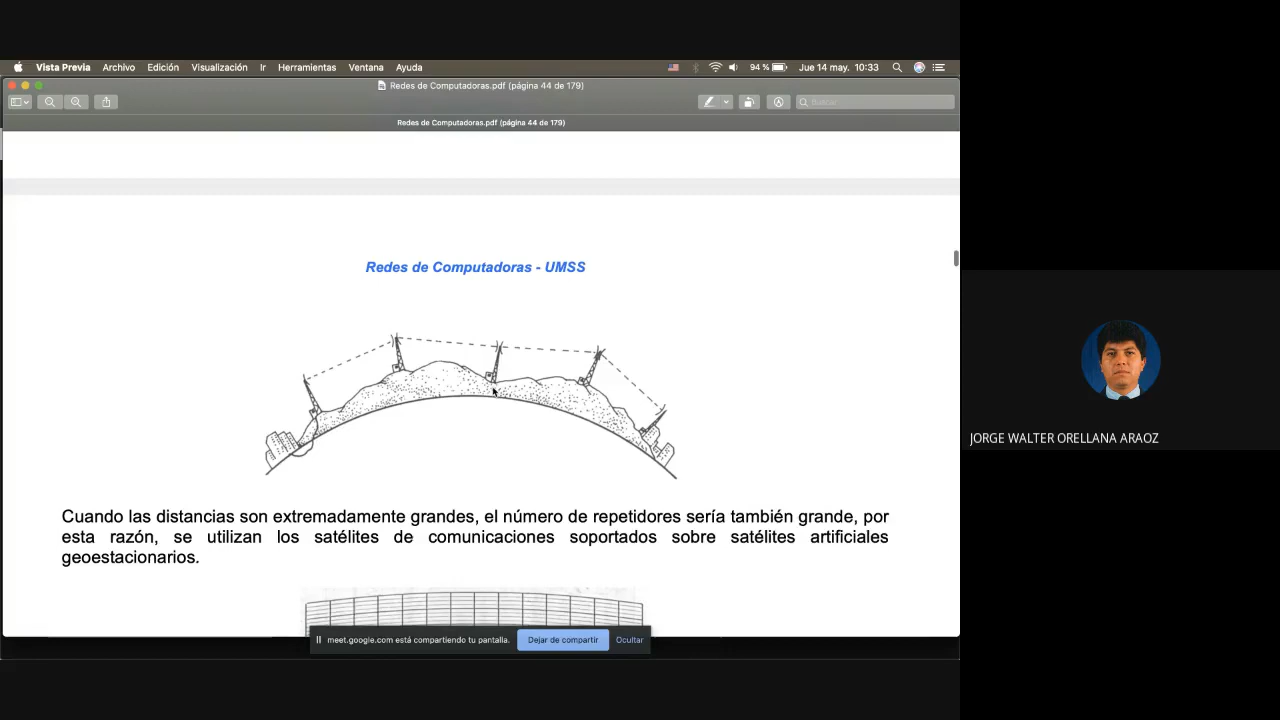 Vista Previa Archivo Edición Visualización Ir Herramientas Ventana Ayuda 94 % Jue 14 may. 10:33
Redes de Computadoras.pdf (página 44 de 179)
Buscar
Redes de Computadoras.pdf (página 44 de 179)
Redes de Computadoras - UMSS
Cuando las distancias son extremadamente grandes, el número de repetidores sería también grande, por
esta razón, se utilizan los satélites de comunicaciones soportados sobre satélites artificiales
geoestacionarios.
meet.google.com está compartiendo tu pantalla. Dejar de compartir Ocultar
JORGE WALTER ORELLANA ARAOZ